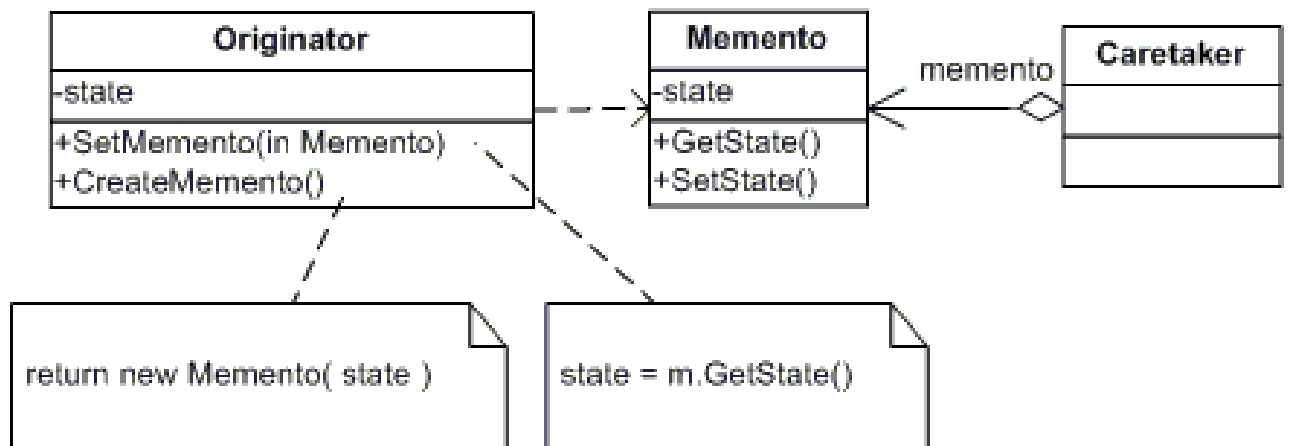 Originator
-state
+SetMemento(in Memento)
+CreateMemento()
Memento
-state
+GetState()
+SetState()
memento
Caretaker
return new Memento( state )
state = m.GetState()